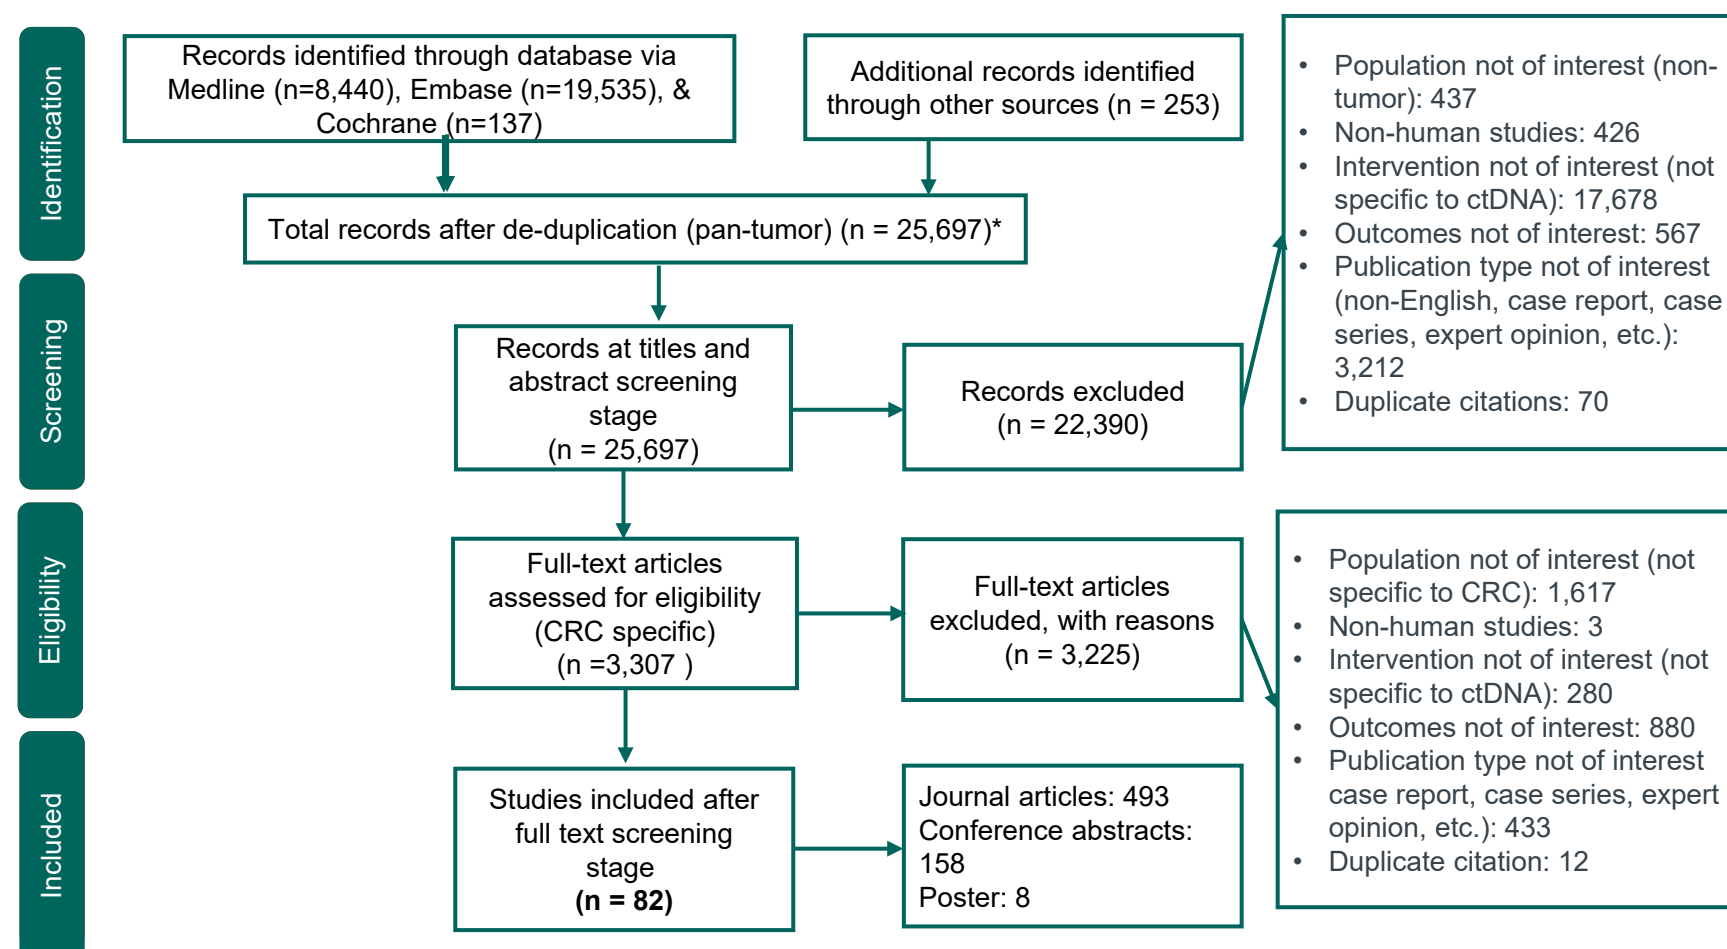 Identification
Records identified through database via
Medline (n=8,440), Embase (n=19,535), &
Cochrane (n=137)
Additional records identified
through other sources (n = 253)
Total records after de-duplication (pan-tumor) (n = 25,697)*
• Population not of interest (non-
tumor): 437
• Non-human studies: 426
• Intervention not of interest (not
specific to ctDNA): 17,678
• Outcomes not of interest: 567
• Publication type not of interest
(non-English, case report, case
series, expert opinion, etc.):
3,212
• Duplicate citations: 70
Screening
Records at titles and
abstract screening
stage
(n = 25,697)
Records excluded
(n = 22,390)
Eligibility
Full-text articles
assessed for eligibility
(CRC specific)
(n =3,307 )
Full-text articles
excluded, with reasons
(n = 3,225)
• Population not of interest (not
specific to CRC): 1,617
• Non-human studies: 3
• Intervention not of interest (not
specific to ctDNA): 280
• Outcomes not of interest: 880
• Publication type not of interest
case report, case series, expert
opinion, etc.): 433
• Duplicate citation: 12
Included
Studies included after
full text screening
stage
(n = 82)
Journal articles: 493
Conference abstracts:
158
Poster: 8